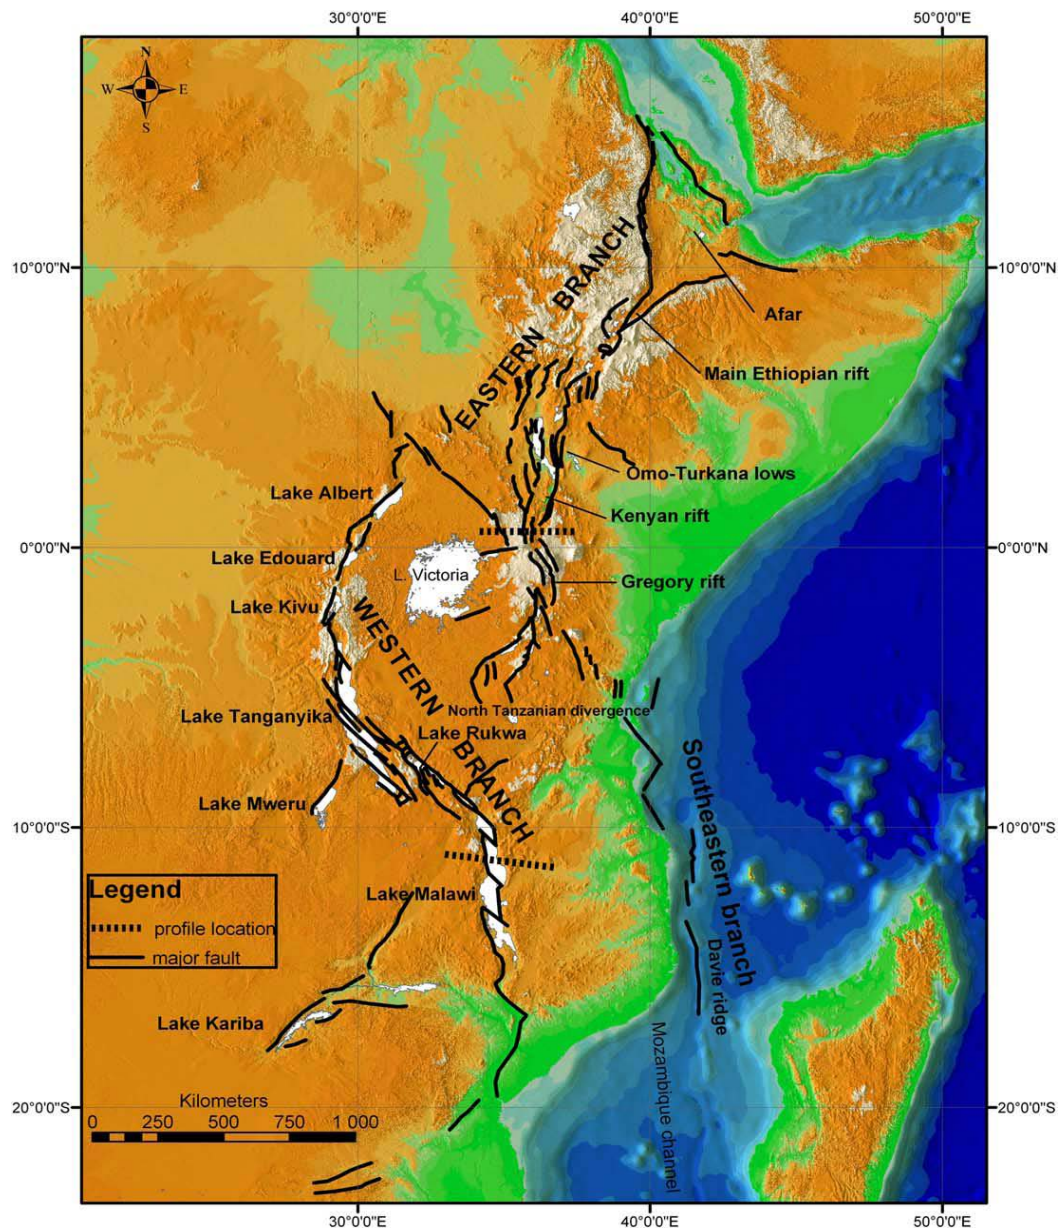 30°0'0"E
40°0'0"E
50°0'0"E
N
W
E
S
EASTERN BRANCH
10°0'0"N
10°0'0"N
Afar
Main Ethiopian rift
Omo-Turkana lows
Lake Albert
Kenyan rift
0°0'0"N
0°0'0"N
Lake Edouard
L. Victoria
Gregory rift
Lake Kivu
WESTERN BRANCH
Lake Tanganyika
North Tanzanian divergence
Lake Rukwa
Southeastern branch
Lake Mweru
10°0'0"S
10°0'0"S
Legend
profile location
major fault
Lake Malawi
Davie ridge
Lake Kariba
Mozambique channel
Kilometers
0 250 500 750 1 000
20°0'0"S
20°0'0"S
30°0'0"E
40°0'0"E
50°0'0"E